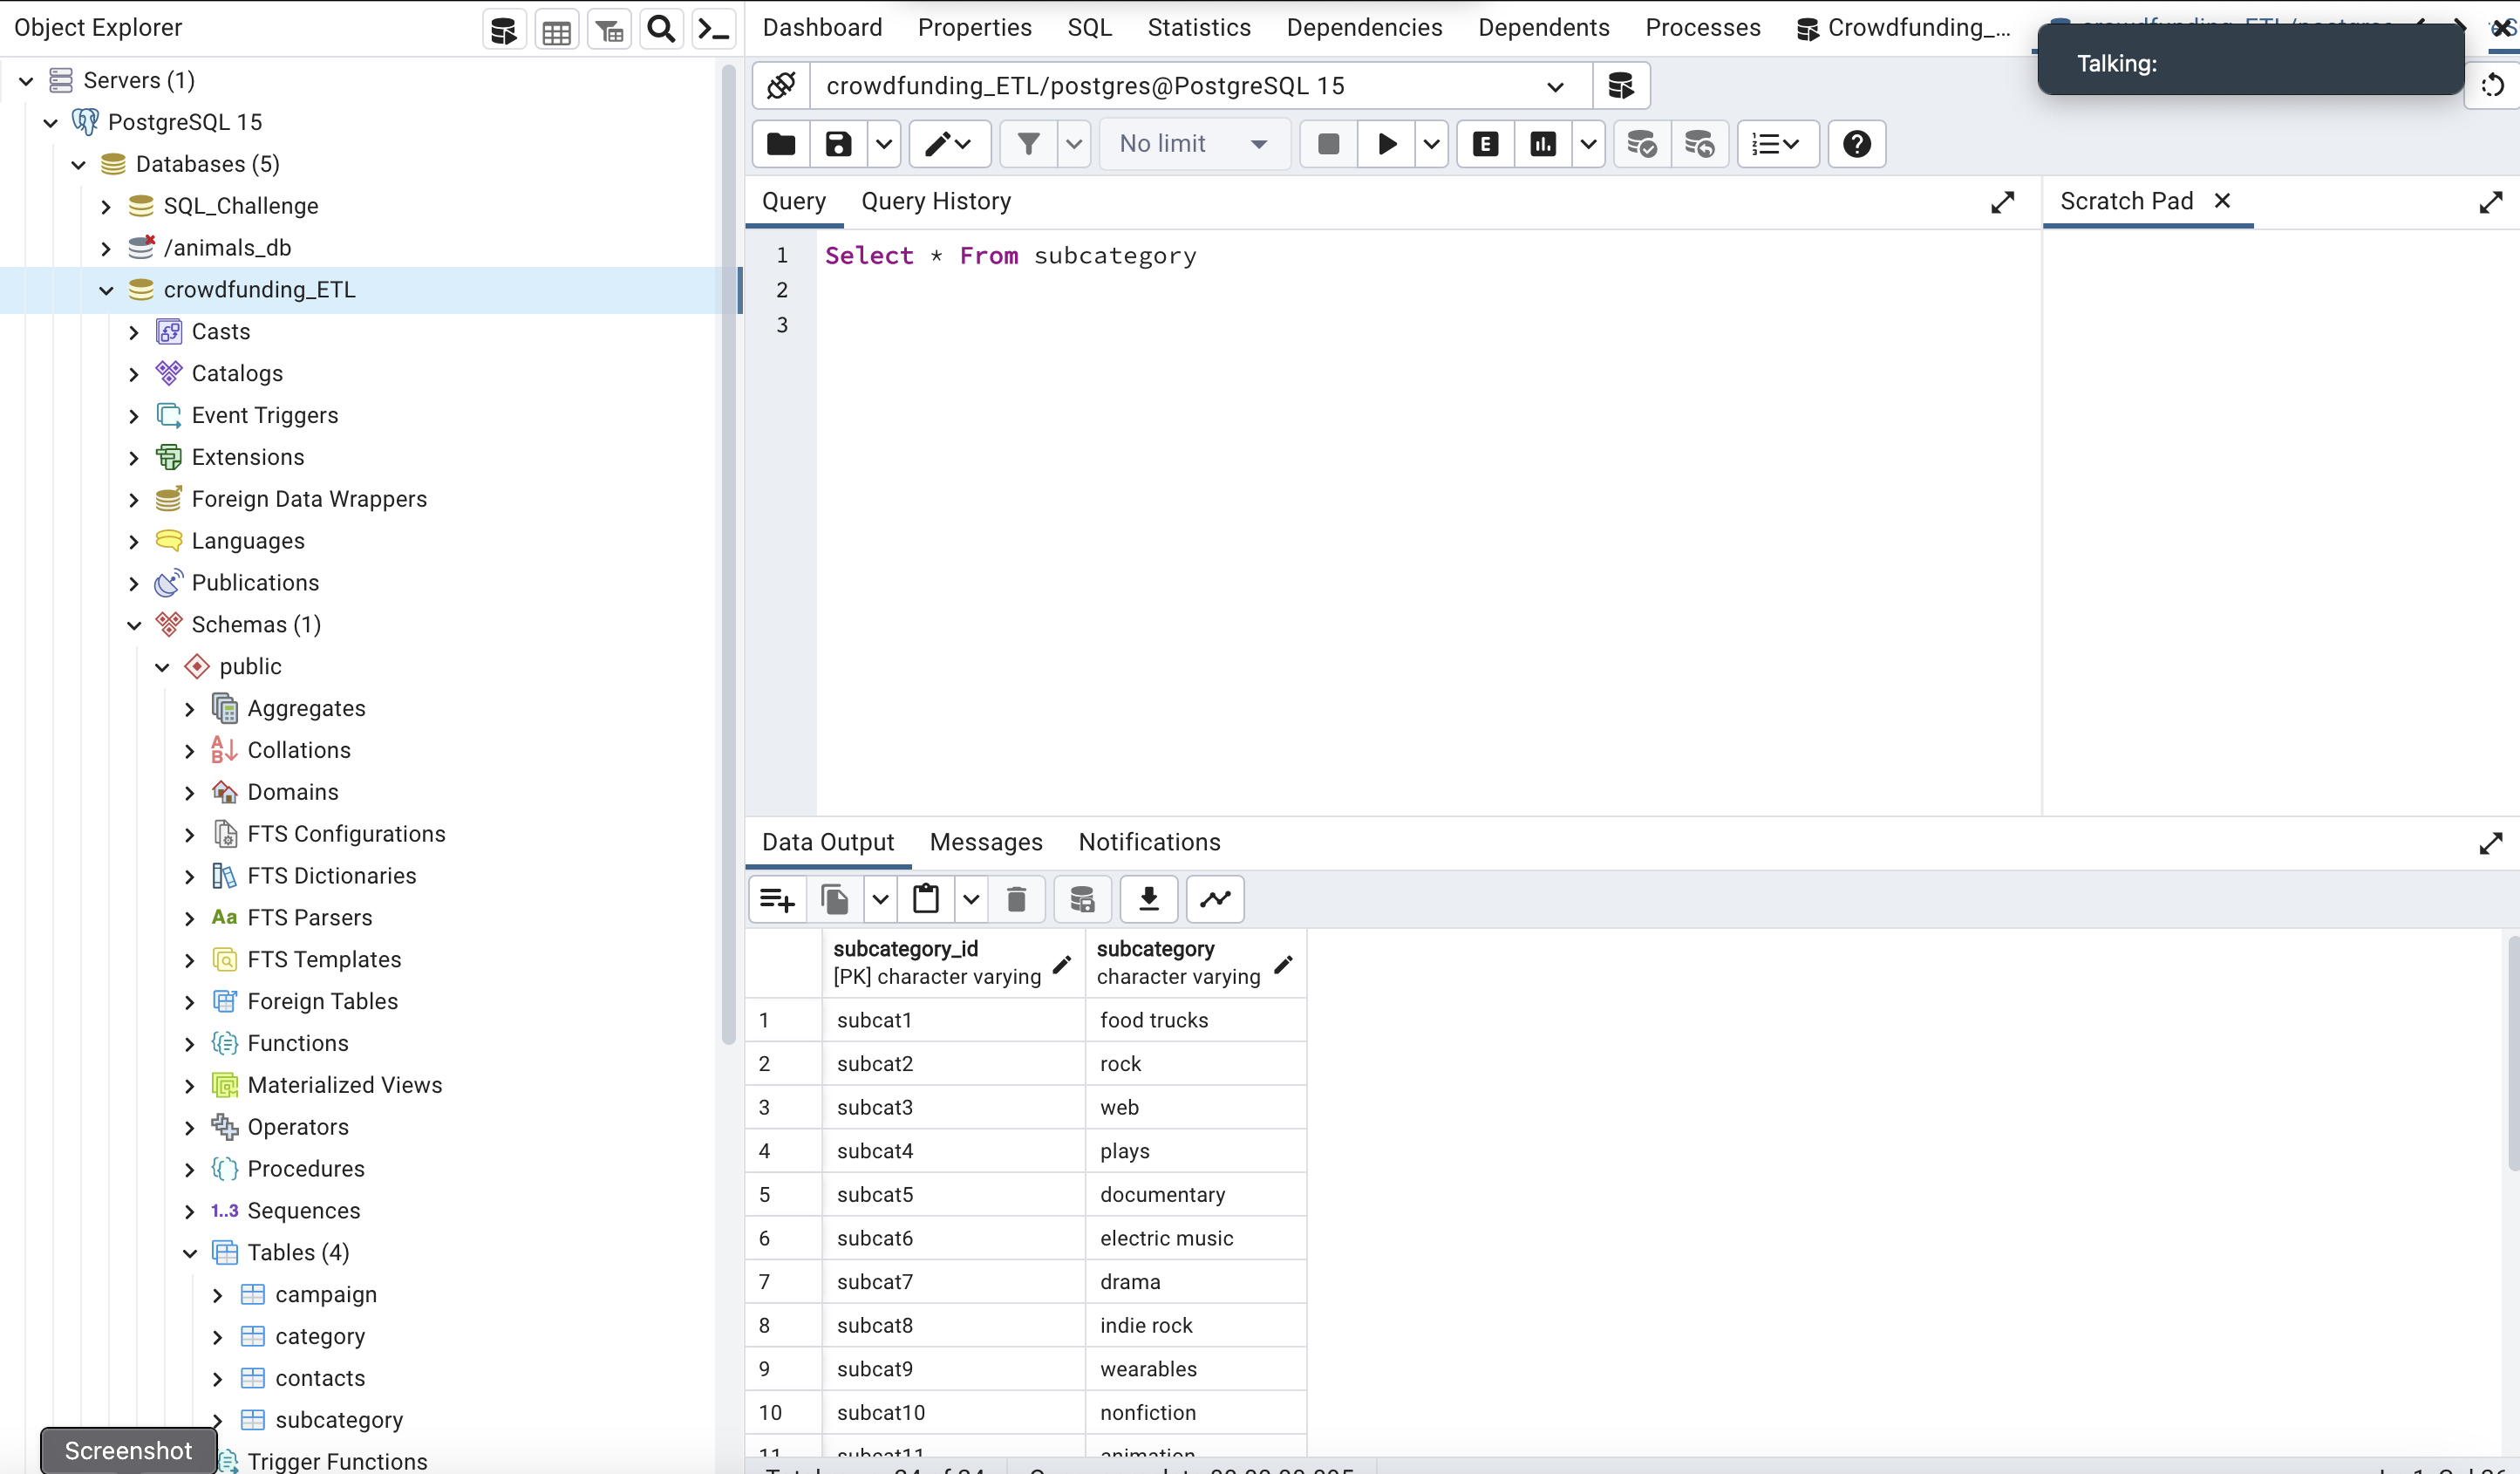 Object Explorer
Servers (1)
PostgreSQL 15
Databases (5)
SQL_Challenge
/animals_db
crowdfunding_ETL
Casts
Catalogs
Event Triggers
Extensions
Foreign Data Wrappers
Languages
Publications
Schemas (1)
public
Aggregates
Collations
Domains
FTS Configurations
FTS Dictionaries
Aa FTS Parsers
FTS Templates
Foreign Tables
Functions
Materialized Views
Operators
Procedures
1..3 Sequences
Tables (4)
campaign
category
contacts
subcategory
Trigger Functions
Screenshot
Dashboard Properties SQL Statistics Dependencies Dependents Processes Crowdfunding_...
Talking:
crowdfunding_ETL/postgres@PostgreSQL 15
No limit
E
Query Query History
Scratch Pad
1 Select * From subcategory
2
3
Data Output Messages Notifications
subcategory_id subcategory
[PK] character varying character varying
1 subcat1 food trucks
2 subcat2 rock
3 subcat3 web
4 subcat4 plays
5 subcat5 documentary
6 subcat6 electric music
7 subcat7 drama
8 subcat8 indie rock
9 subcat9 wearables
10 subcat10 nonfiction
11 subcat11 animation